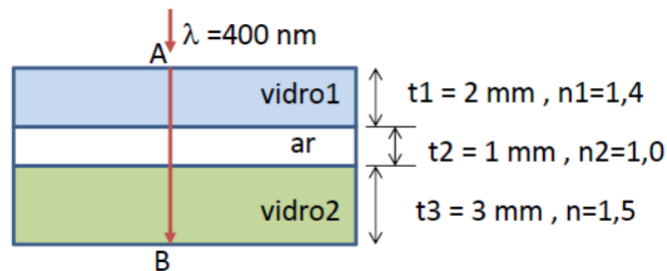 λ =400 nm
A
vidro1
t1 = 2 mm , n1=1,4
ar
t2 = 1 mm , n2=1,0
vidro2
t3 = 3 mm , n=1,5
B